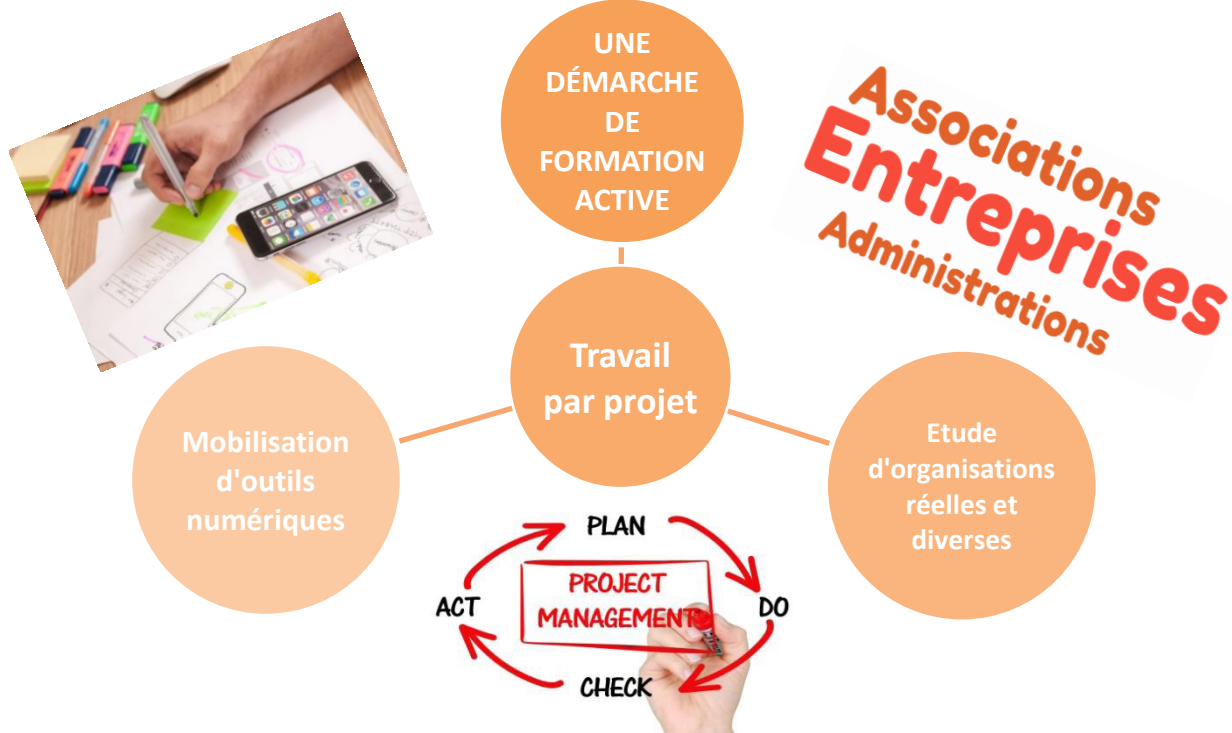 UNE
DÉMARCHE
DE
FORMATION
ACTIVE
Associations
Entreprises
Administrations
Travail
par projet
Mobilisation
d'outils
numériques
Etude
d'organisations
réelles et
diverses
PLAN
PROJECT
MANAGEMENT
ACT
DO
CHECK